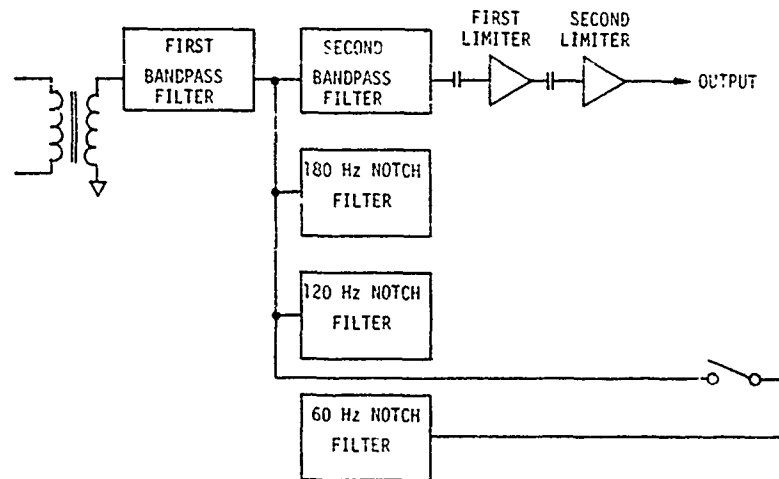 FIRST
BANDPASS
FILTER
SECOND
BANDPASS
FILTER
FIRST
LIMITER
SECOND
LIMITER
OUTPUT
180 Hz NOTCH
FILTER
120 Hz NOTCH
FILTER
60 Hz NOTCH
FILTER